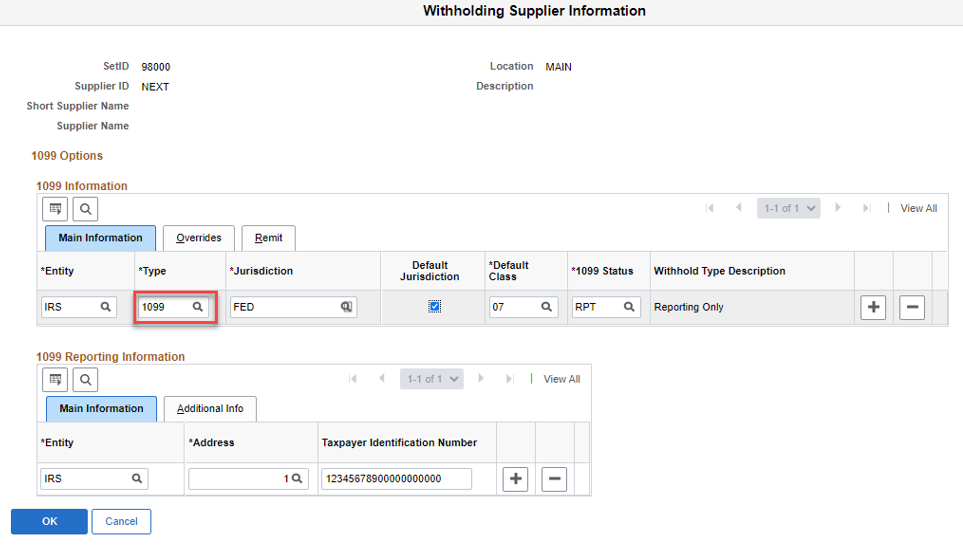 Withholding Supplier Information
SetID 98000 Location MAIN
Supplier ID NEXT Description
Short Supplier Name
Supplier Name
1099 Options
1099 Information
1-1 of 1 View All
Main Information Overrides Remit
*Entity *Type *Jurisdiction Default Jurisdiction *Default Class *1099 Status Withhold Type Description
IRS 1099 FED 07 RPT Reporting Only
1099 Reporting Information
1-1 of 1 View All
Main Information Additional Info
*Entity *Address Taxpayer Identification Number
IRS 1 12345678900000000000
OK Cancel